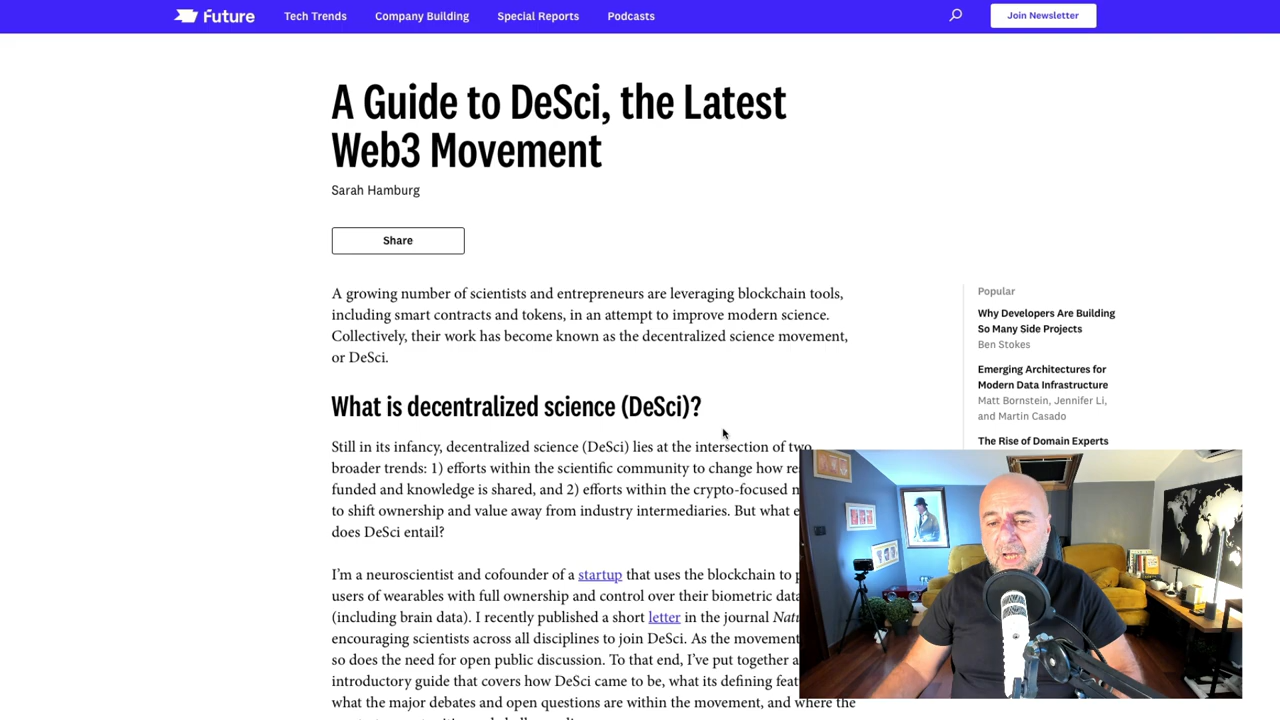 Future
Tech Trends
Company Building
Special Reports
Podcasts
Join Newsletter
A Guide to DeSci, the Latest
Web3 Movement
Sarah Hamburg
Share
A growing number of scientists and entrepreneurs are leveraging blockchain tools,
including smart contracts and tokens, in an attempt to improve modern science.
Collectively, their work has become known as the decentralized science movement,
or DeSci.
What is decentralized science (DeSci)?
Still in its infancy, decentralized science (DeSci) lies at the intersection of two
broader trends: 1) efforts within the scientific community to change how
funded and knowledge is shared, and 2) efforts within the crypto-focused
to shift ownership and value away from industry intermediaries. But what
does DeSci entail?
I'm a neuroscientist and cofounder of a startup that uses the blockchain to
users of wearables with full ownership and control over their biometric data
(including brain data). I recently published a short letter in the journal
encouraging scientists across all disciplines to join DeSci. As the movement
so does the need for open public discussion. To that end, I've put together
introductory guide that covers how DeSci came to be, what its defining
what the major debates and open questions are within the movement, and where the
Popular
Why Developers Are Building
So Many Side Projects
Ben Stokes
Emerging Architectures for
Modern Data Infrastructure
Matt Bornstein, Jennifer Li,
and Martin Casado
The Rise of Domain Experts